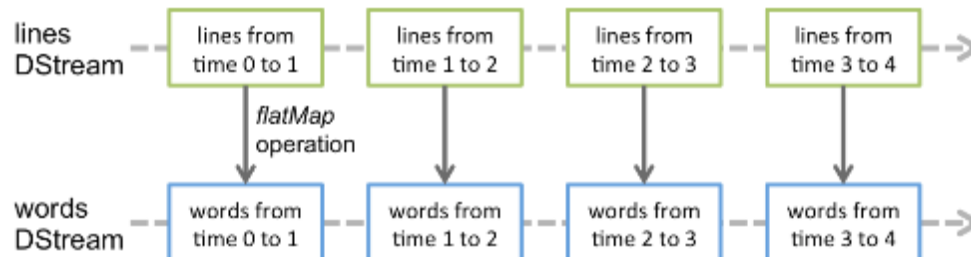 lines
DStream
lines from
time 0 to 1
lines from
time 1 to 2
lines from
time 2 to 3
lines from
time 3 to 4
flatMap
operation
words
DStream
words from
time 0 to 1
words from
time 1 to 2
words from
time 2 to 3
words from
time 3 to 4